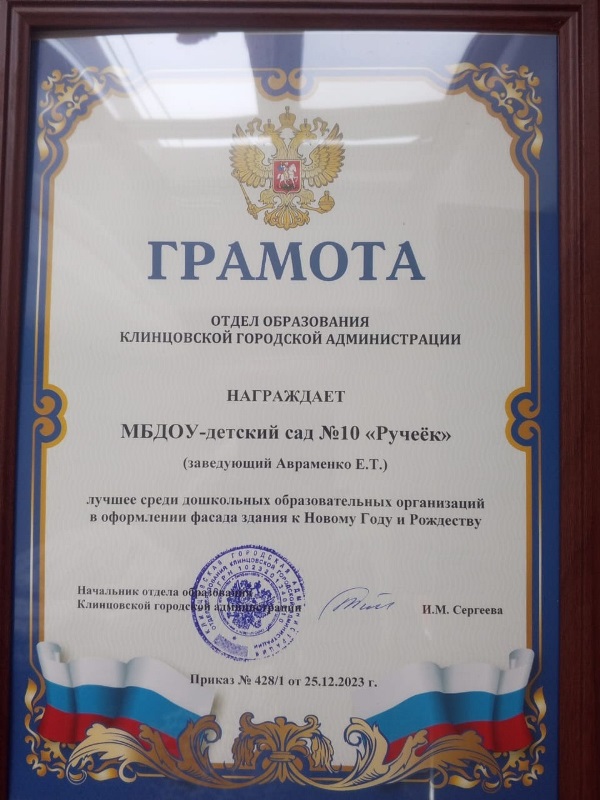 ГРАМОТА
ОТДЕЛ ОБРАЗОВАНИЯ
КЛИНЦОВСКОЙ ГОРОДСКОЙ АДМИНИСТРАЦИИ
НАГРАЖДАЕТ
МБДОУ-детский сад №10 «Ручеёк»
(заведующий Авраменко Е.Т.)
лучшее среди дошкольных образовательных организаций
в оформлении фасада здания к Новому Году и Рождеству
Начальник отдела образования
Клинцовской городской администрации
И.М. Сергеева
Приказ № 428/1 от 25.12.2023 г.